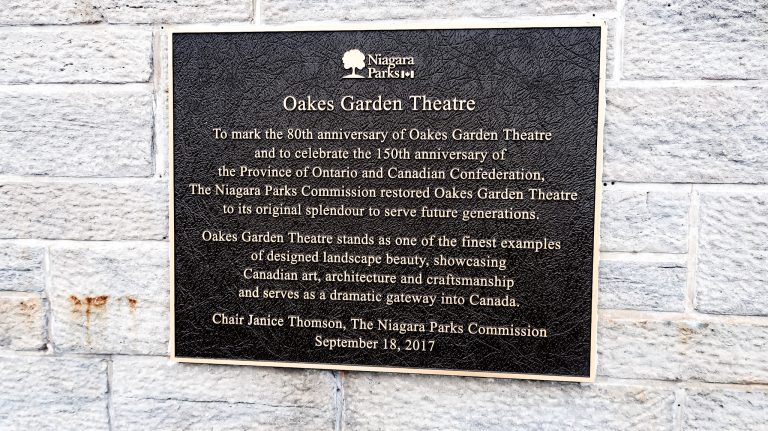 Niagara
Parks
Oakes Garden Theatre
To mark the 80th anniversary of Oakes Garden Theatre
and to celebrate the 150th anniversary of
the Province of Ontario and Canadian Confederation,
The Niagara Parks Commission restored Oakes Garden Theatre
to its original splendour to serve future generations.
Oakes Garden Theatre stands as one of the finest examples
of designed landscape beauty, showcasing
Canadian art, architecture and craftsmanship
and serves as a dramatic gateway into Canada.
Chair Janice Thomson, The Niagara Parks Commission
September 18, 2017